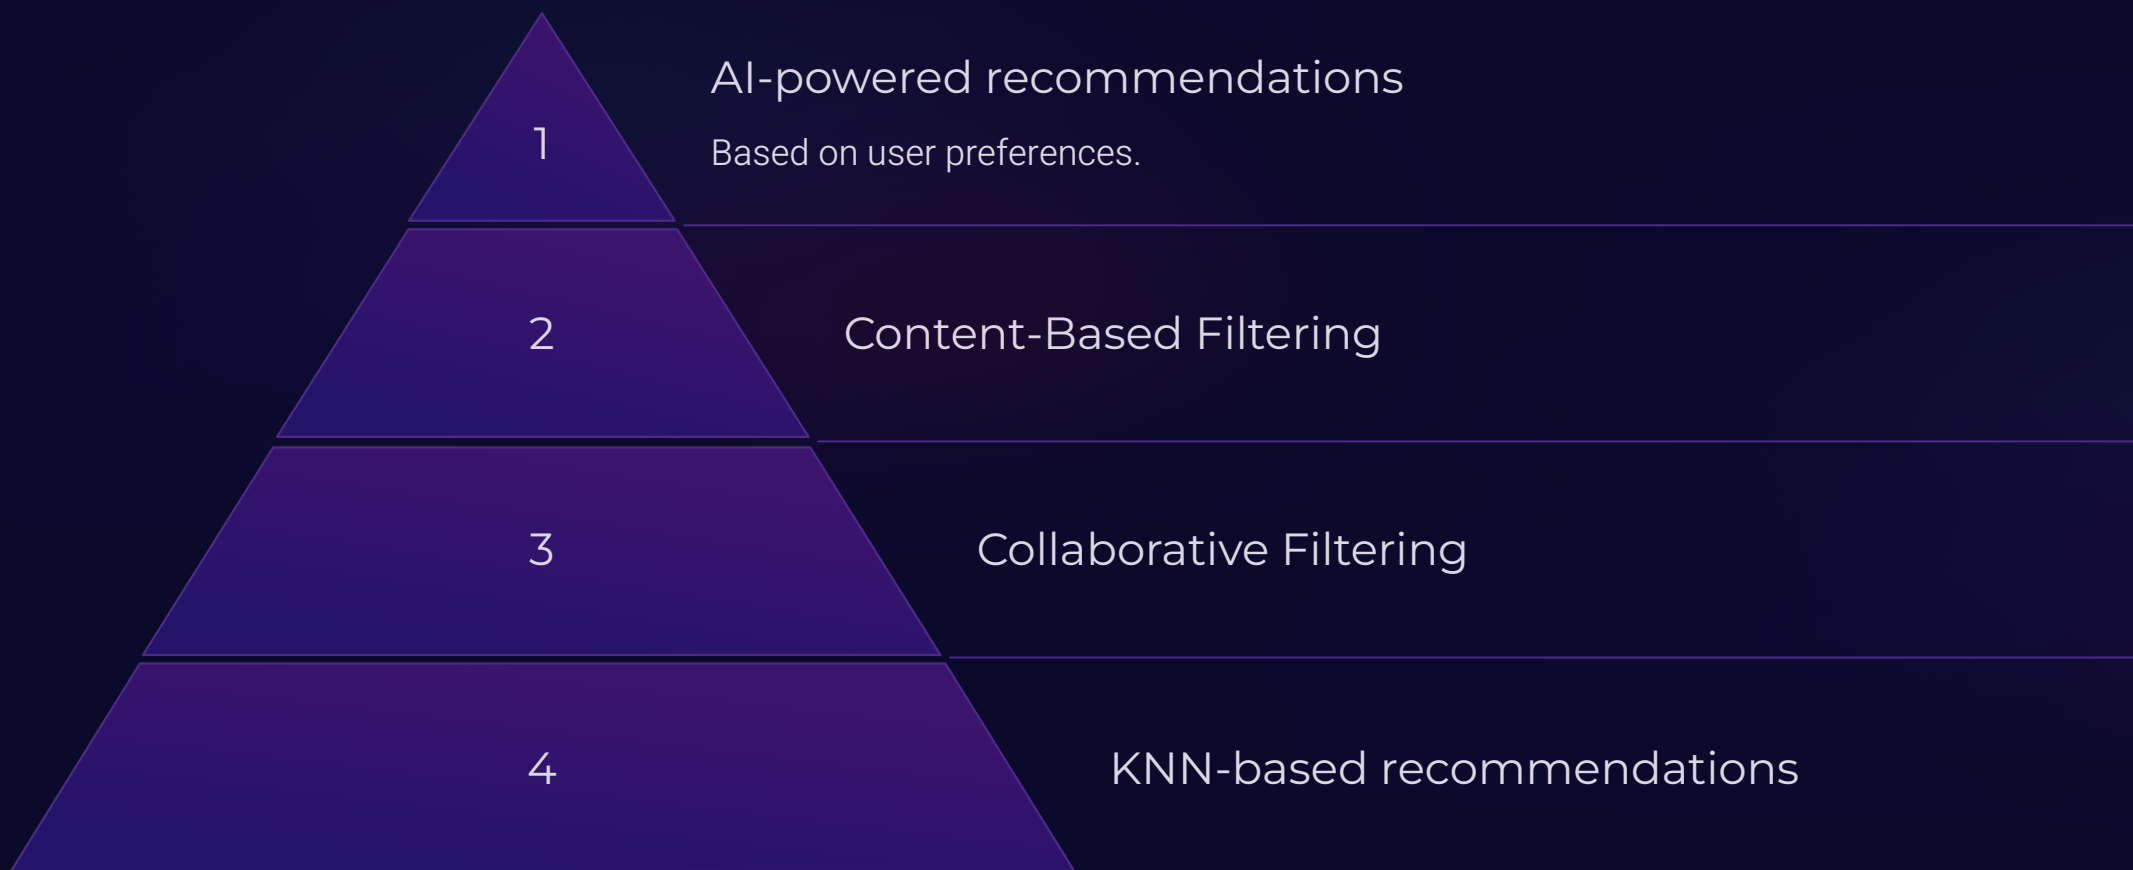 1
AI-powered recommendations
Based on user preferences.
2
Content-Based Filtering
3
Collaborative Filtering
4
KNN-based recommendations